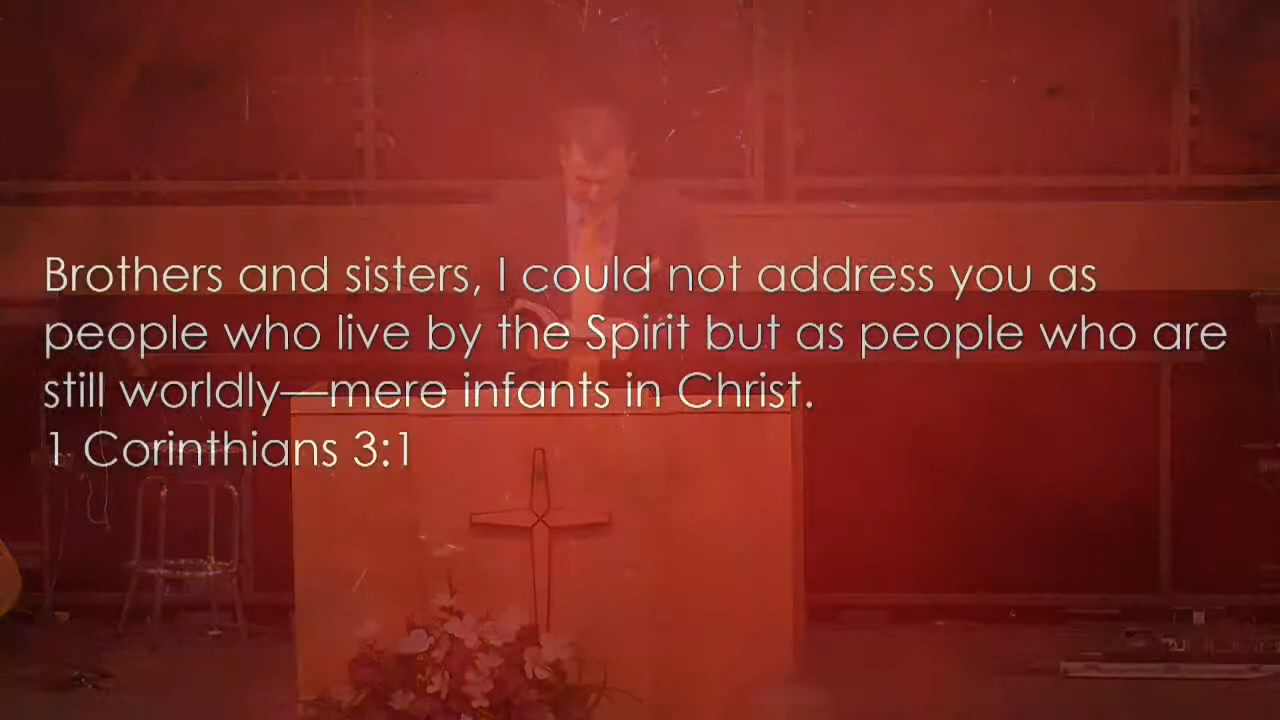 Brothers and sisters, I could not address you as
people who live by the Spirit but as people who are
still worldly—mere infants in Christ.
1 Corinthians 3:1